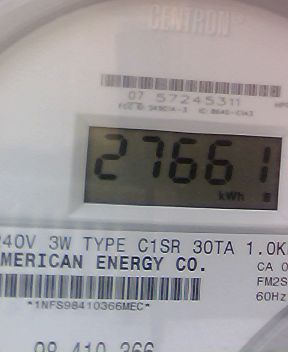 CENTRON
07 57245311
27661
kWh
240V 3W TYPE C1SR 30TA 1.0K
AMERICAN ENERGY CO.
CA 0
FM2S
60Hz
*1NFS98410366MEC*
98 410 366